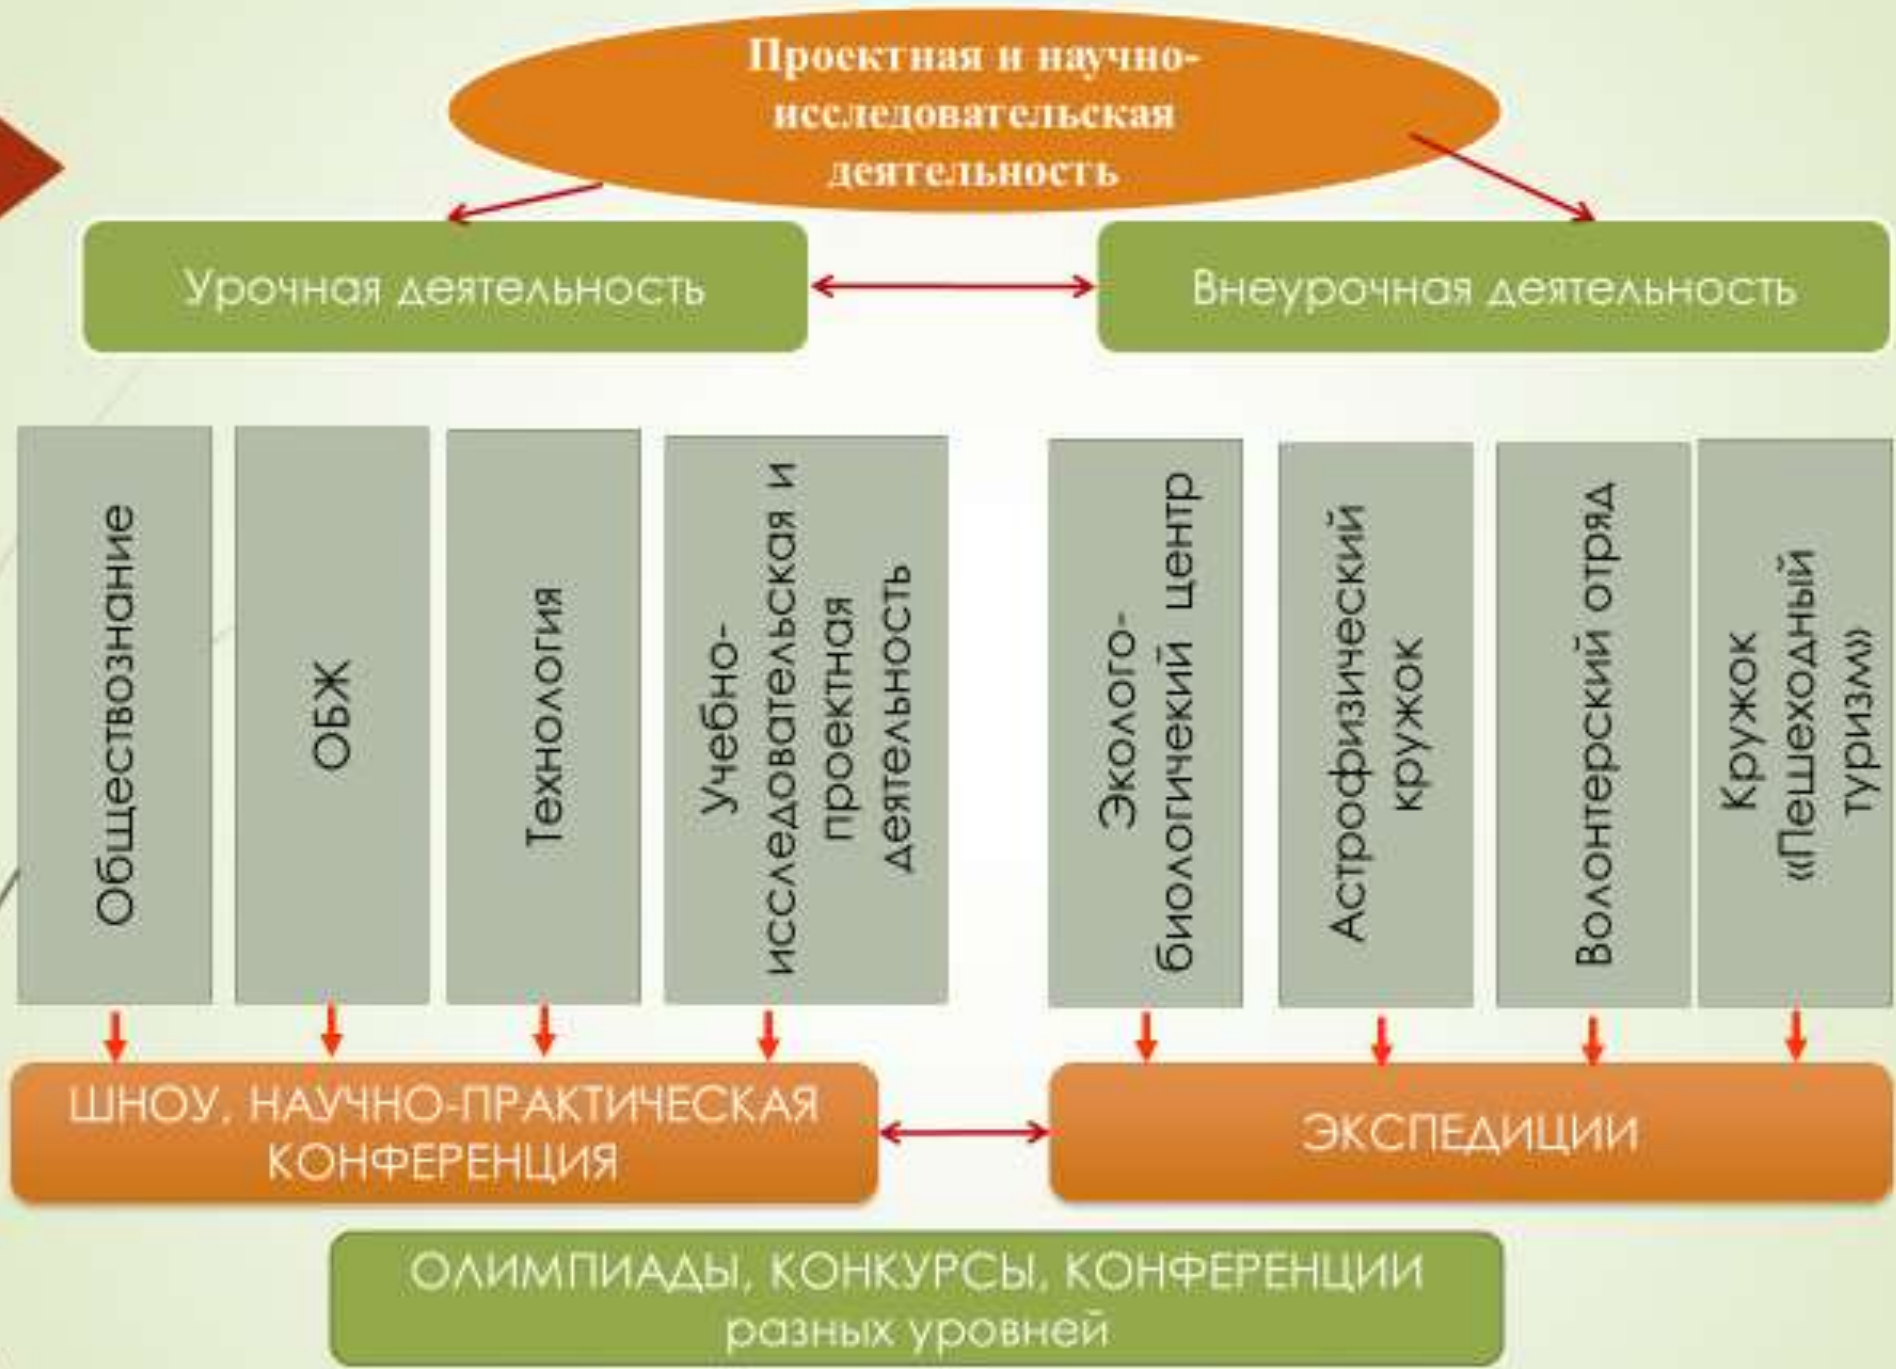 Проектная и научно-
исследовательская
деятельность
Урочная деятельность
Внеурочная деятельность
Обществознание
ОБЖ
Технология
Учебно-
исследовательская и
проектная
деятельность
Эколого-
биологичекий центр
Астрофизический
кружок
Волонтерский отряд
Кружок
«Пешеходный
туризм»
ШНОУ, НАУЧНО-ПРАКТИЧЕСКАЯ
КОНФЕРЕНЦИЯ
ЭКСПЕДИЦИИ
ОЛИМПИАДЫ, КОНКУРСЫ, КОНФЕРЕНЦИИ
разных уровней